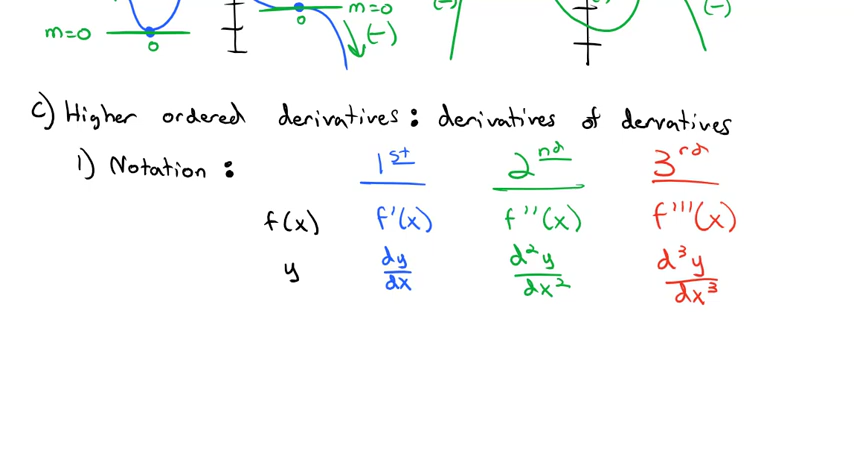 m=0 (-)
m=0 0 (-) (-)
0
c) Higher ordered derivatives: derivatives of dervatives
1) Notation: 1st 2nd 3rd
f(x) f'(x) f''(x) f'''(x)
y dy/dx d²y/dx² d³y/dx³